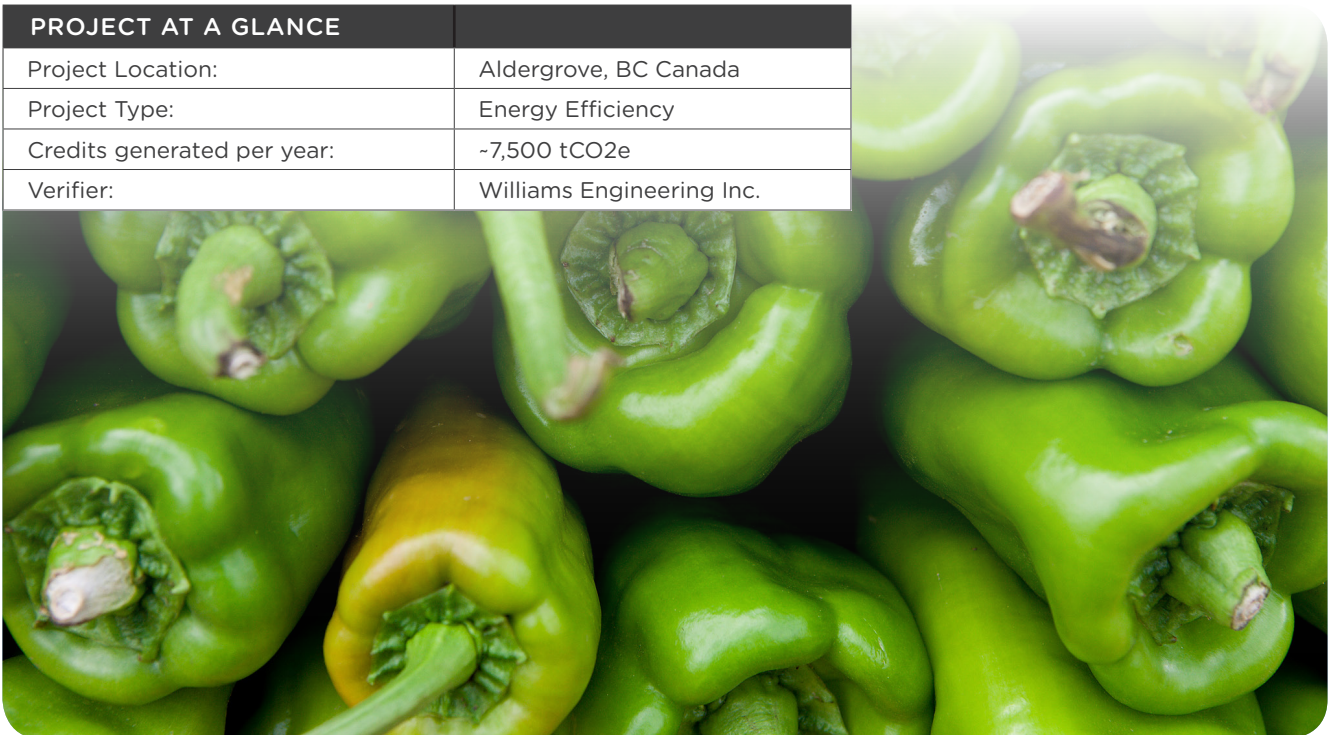 PROJECT AT A GLANCE
Project Location: Aldergrove, BC Canada
Project Type: Energy Efficiency
Credits generated per year: ~7,500 tCO2e
Verifier: Williams Engineering Inc.